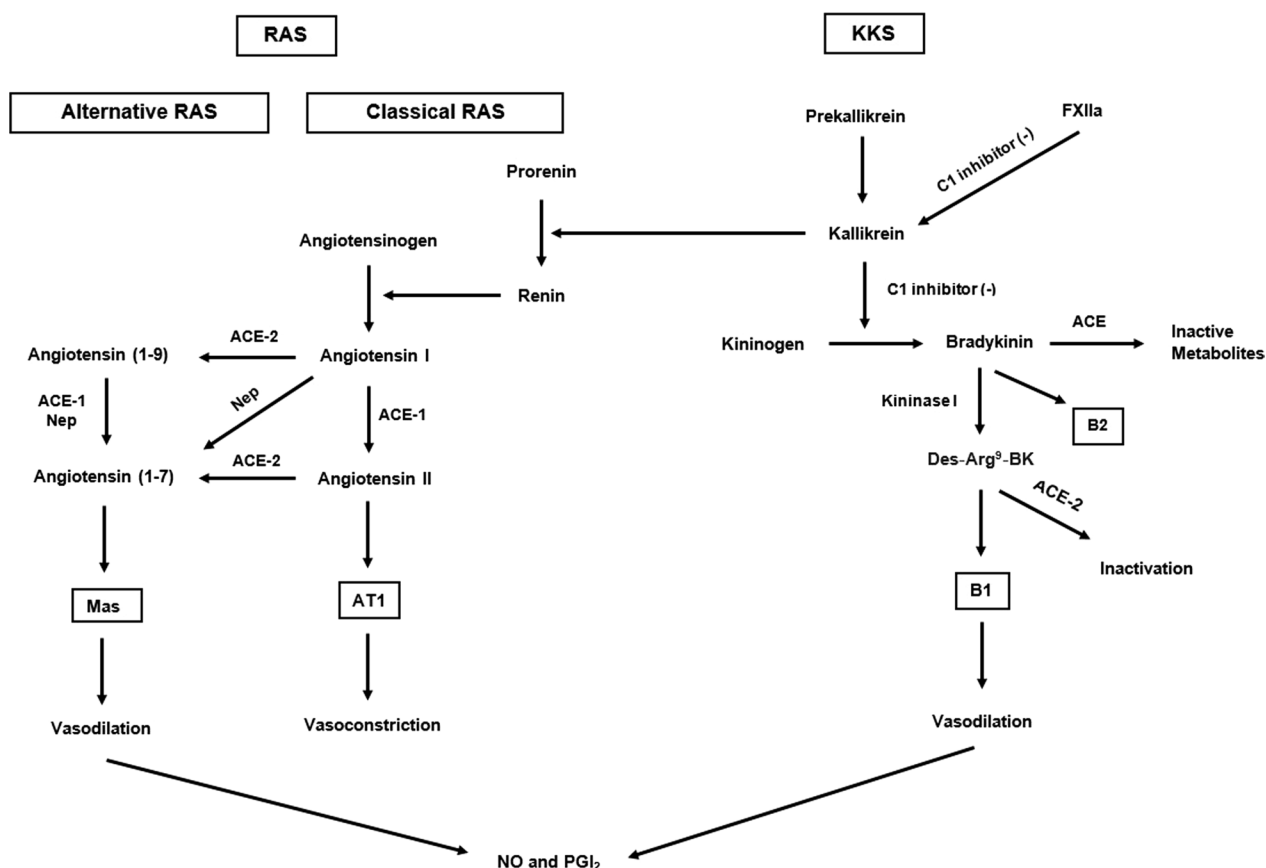 RAS
KKS
Alternative RAS
Classical RAS
Prekallikrein
FXIIa
C1 inhibitor (-)
Prorenin
Angiotensinogen
Kallikrein
Renin
C1 inhibitor (-)
Angiotensin (1-9)
ACE-2
Angiotensin I
Kininogen
Bradykinin
ACE
Inactive
Metabolites
ACE-1
Nep
Nep
ACE-1
Kininase I
B2
Angiotensin (1-7)
ACE-2
Angiotensin II
Des-Arg⁹-BK
ACE-2
Inactivation
Mas
AT1
B1
Vasodilation
Vasoconstriction
Vasodilation
NO and PGI₂